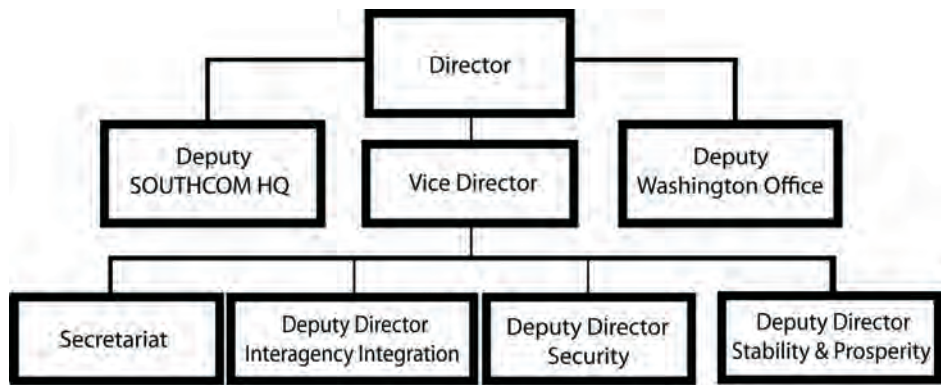 Director
Deputy
SOUTHCOM HQ
Vice Director
Deputy
Washington Office
Secretariat
Deputy Director
Interagency Integration
Deputy Director
Security
Deputy Director
Stability & Prosperity